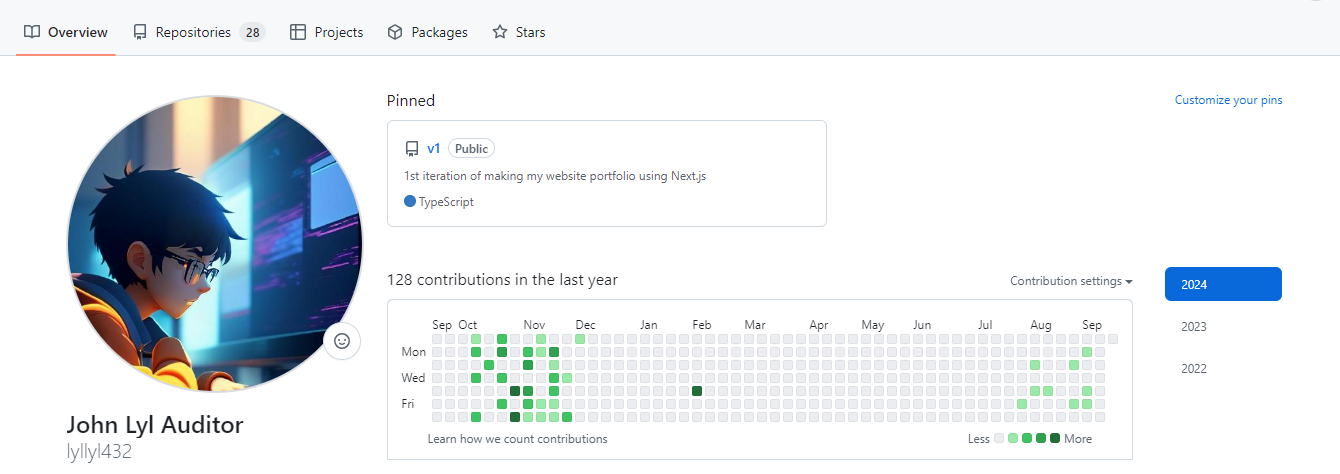 Overview Repositories 28 Projects Packages Stars
Pinned
Customize your pins
v1 Public
1st iteration of making my website portfolio using Next.js
TypeScript
128 contributions in the last year
Contribution settings
2024
2023
2022
Sep Oct Nov Dec Jan Feb Mar Apr May Jun Jul Aug Sep
Mon
Wed
Fri
Learn how we count contributions
Less More
John Lyl Auditor
lyllyl432